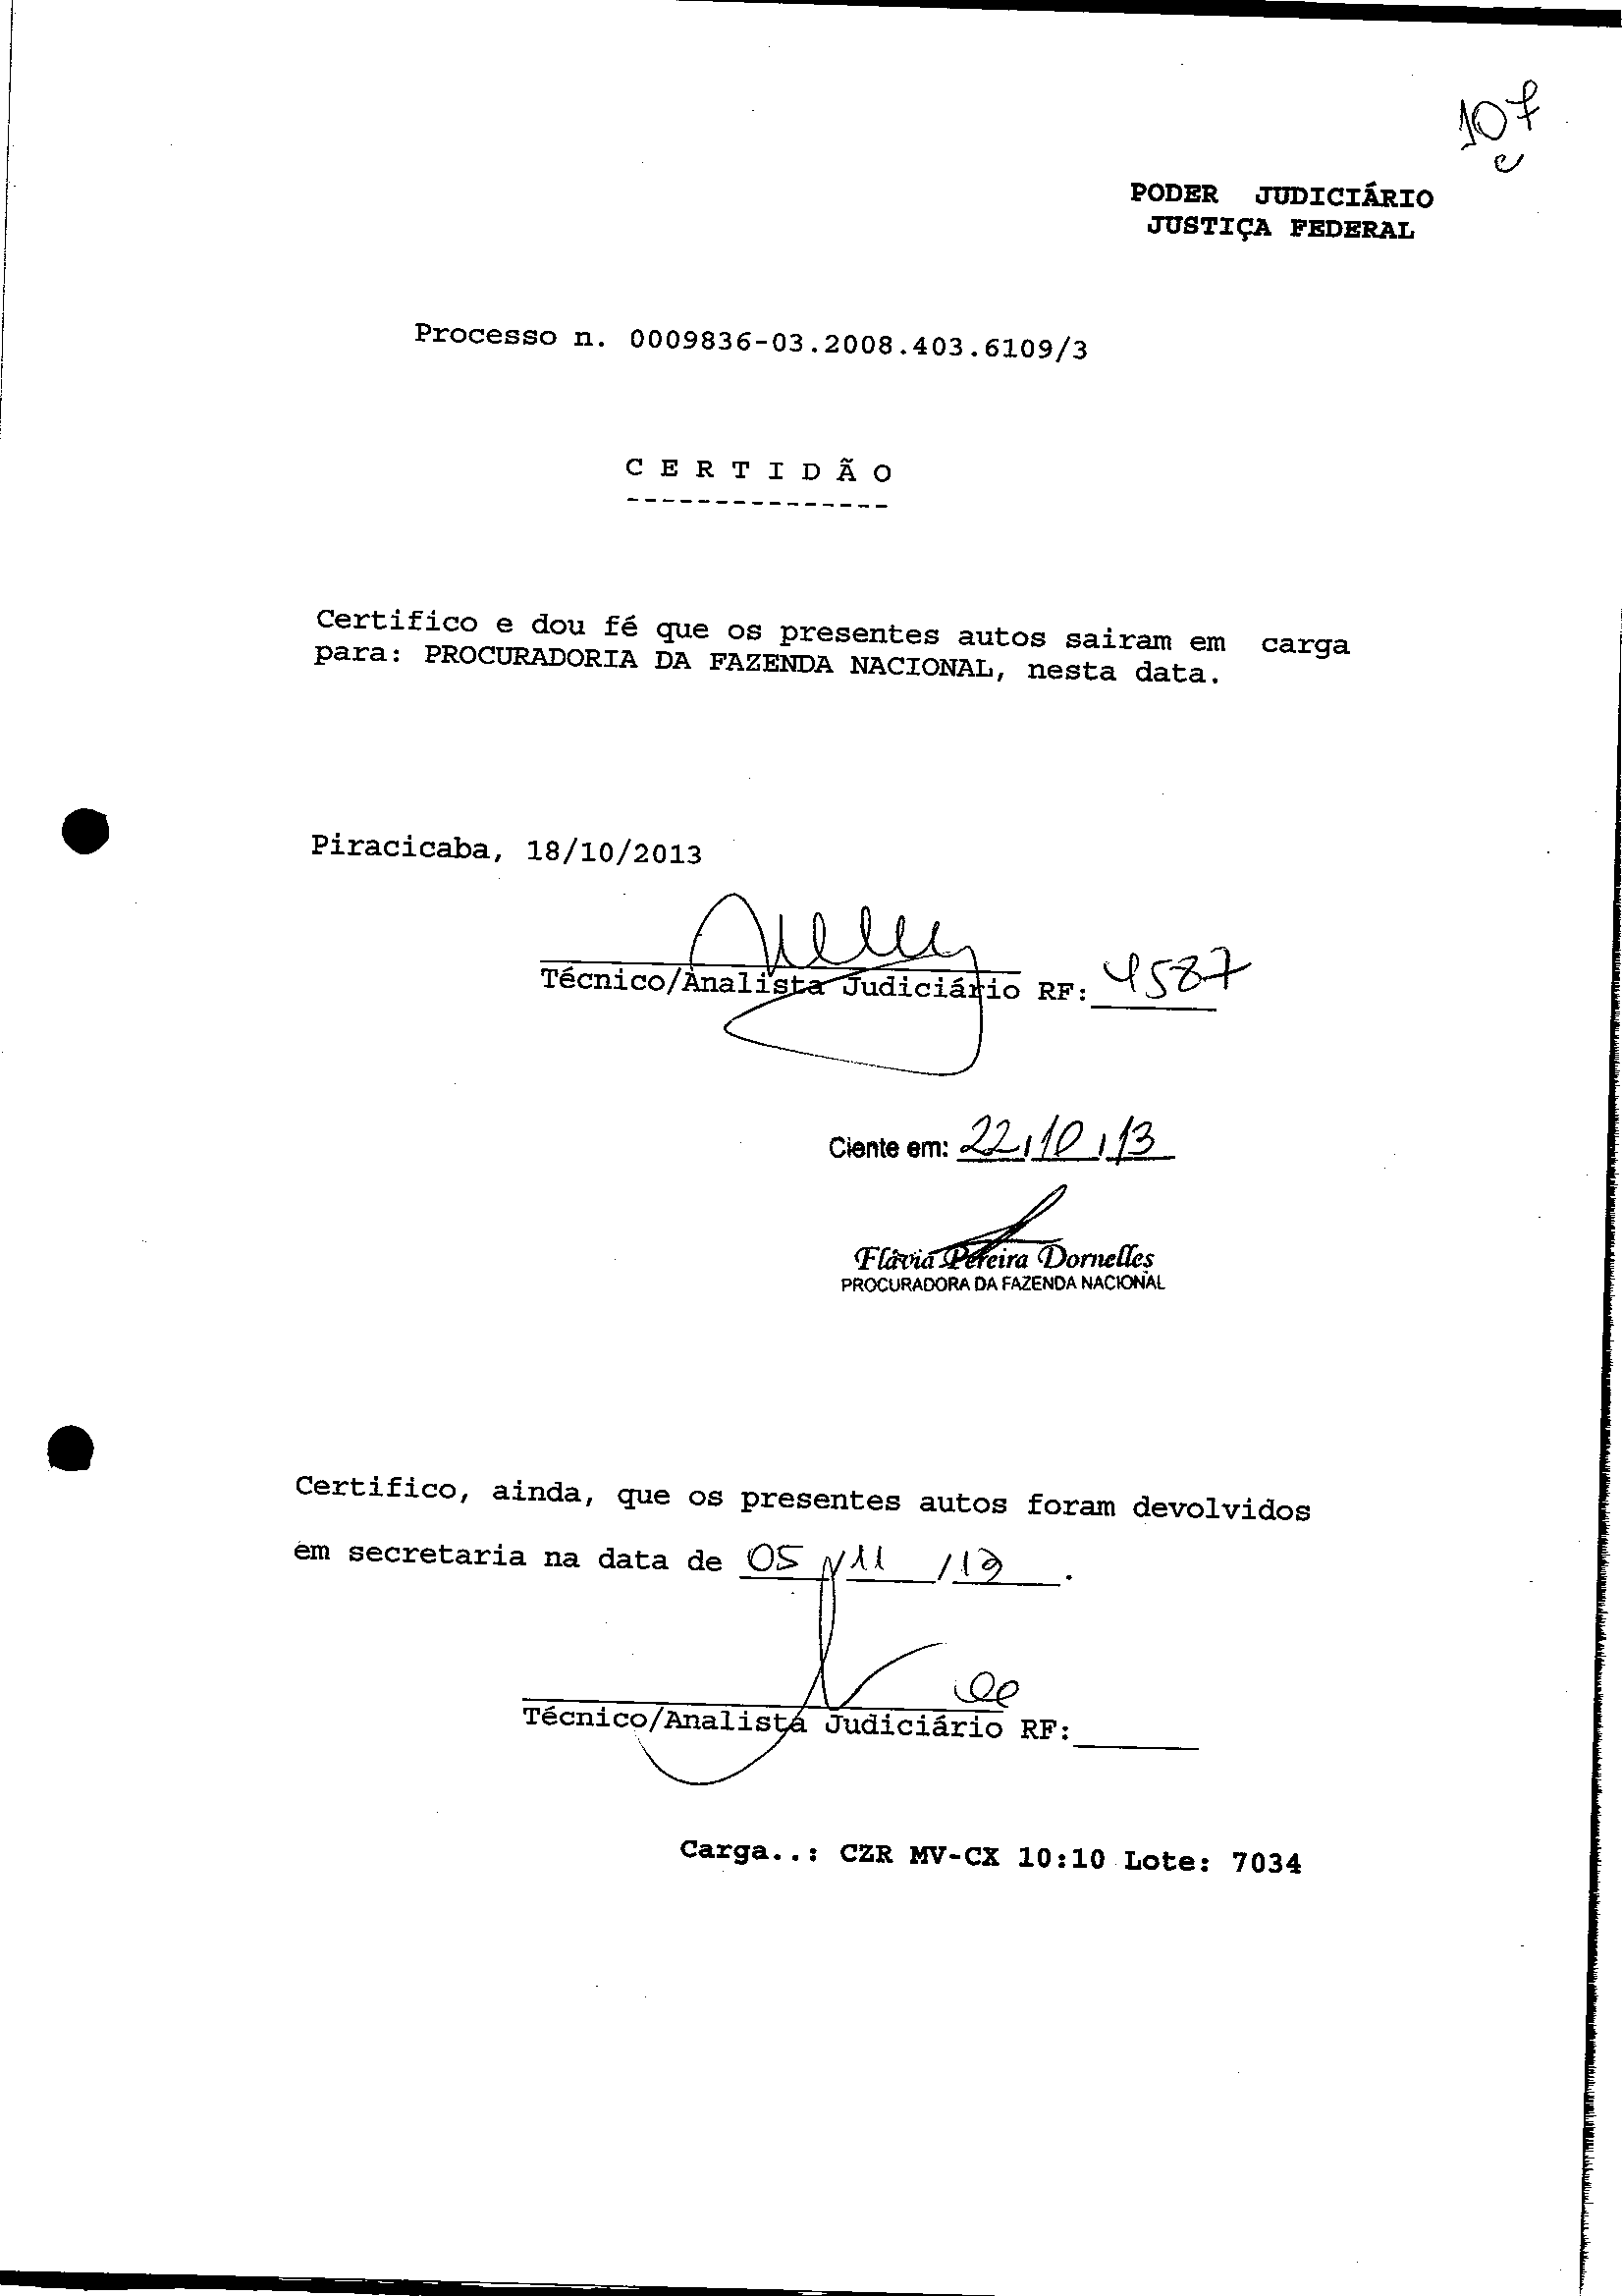 107
PODER JUDICIÁRIO
JUSTIÇA FEDERAL
Processo n. 0009836-03.2008.403.6109/3
C E R T I D Ã O
---------------
Certifico e dou fé que os presentes autos sairam em carga
para: PROCURADORIA DA FAZENDA NACIONAL, nesta data.
Piracicaba, 18/10/2013
Técnico/Analista Judiciário RF: 4587
Ciente em: 22/10/13
Flávia Pereira Dornelles
PROCURADORA DA FAZENDA NACIONAL
Certifico, ainda, que os presentes autos foram devolvidos
em secretaria na data de 05/11/13.
Técnico/Analista Judiciário RF:
Carga..: CZR MV-CX 10:10 Lote: 7034